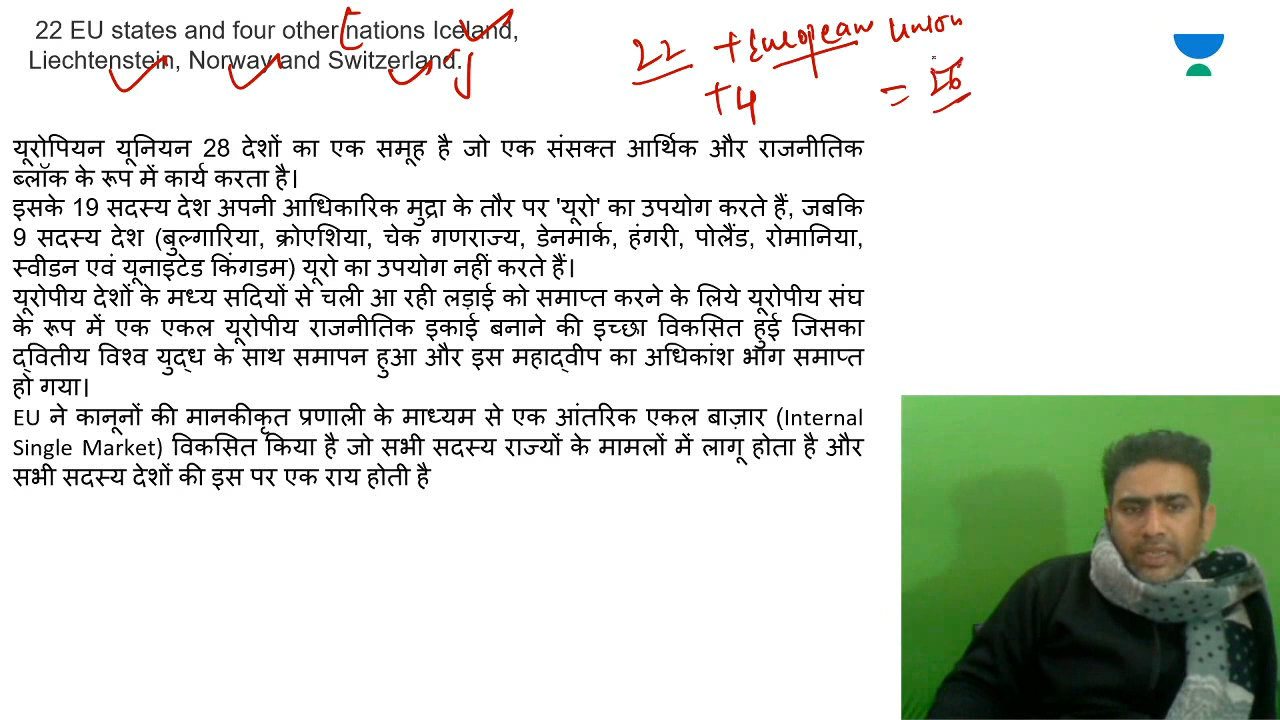 22 EU states and four other nations Iceland,
Liechtenstein, Norway and Switzerland.
22 + European Union
+4 = 26
यूरोपियन यूनियन 28 देशों का एक समूह है जो एक संसक्त आर्थिक और राजनीतिक
ब्लॉक के रूप में कार्य करता है।
इसके 19 सदस्य देश अपनी आधिकारिक मुद्रा के तौर पर 'यूरो' का उपयोग करते हैं, जबकि
9 सदस्य देश (बुल्गारिया, क्रोएशिया, चेक गणराज्य, डेनमार्क, हंगरी, पोलैंड, रोमानिया,
स्वीडन एवं यूनाइटेड किंगडम) यूरो का उपयोग नहीं करते हैं।
यूरोपीय देशों के मध्य सदियों से चली आ रही लड़ाई को समाप्त करने के लिये यूरोपीय संघ
के रूप में एक एकल यूरोपीय राजनीतिक इकाई बनाने की इच्छा विकसित हुई जिसका
द्वितीय विश्व युद्ध के साथ समापन हुआ और इस महाद्वीप का अधिकांश भाग समाप्त
हो गया।
EU ने कानूनों की मानकीकृत प्रणाली के माध्यम से एक आंतरिक एकल बाज़ार (Internal
Single Market) विकसित किया है जो सभी सदस्य राज्यों के मामलों में लागू होता है और
सभी सदस्य देशों की इस पर एक राय होती है